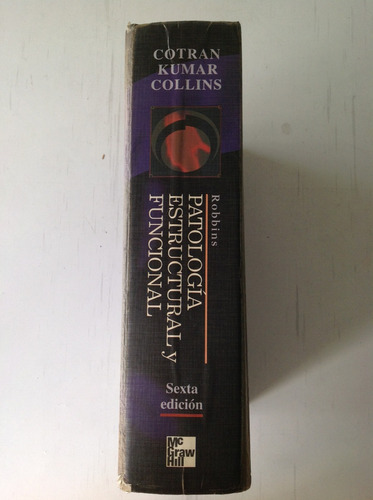 COTRAN
KUMAR
COLLINS
Robbins
PATOLOGÍA
ESTRUCTURAL y
FUNCIONAL
Sexta
edición
Mc
Graw
Hill